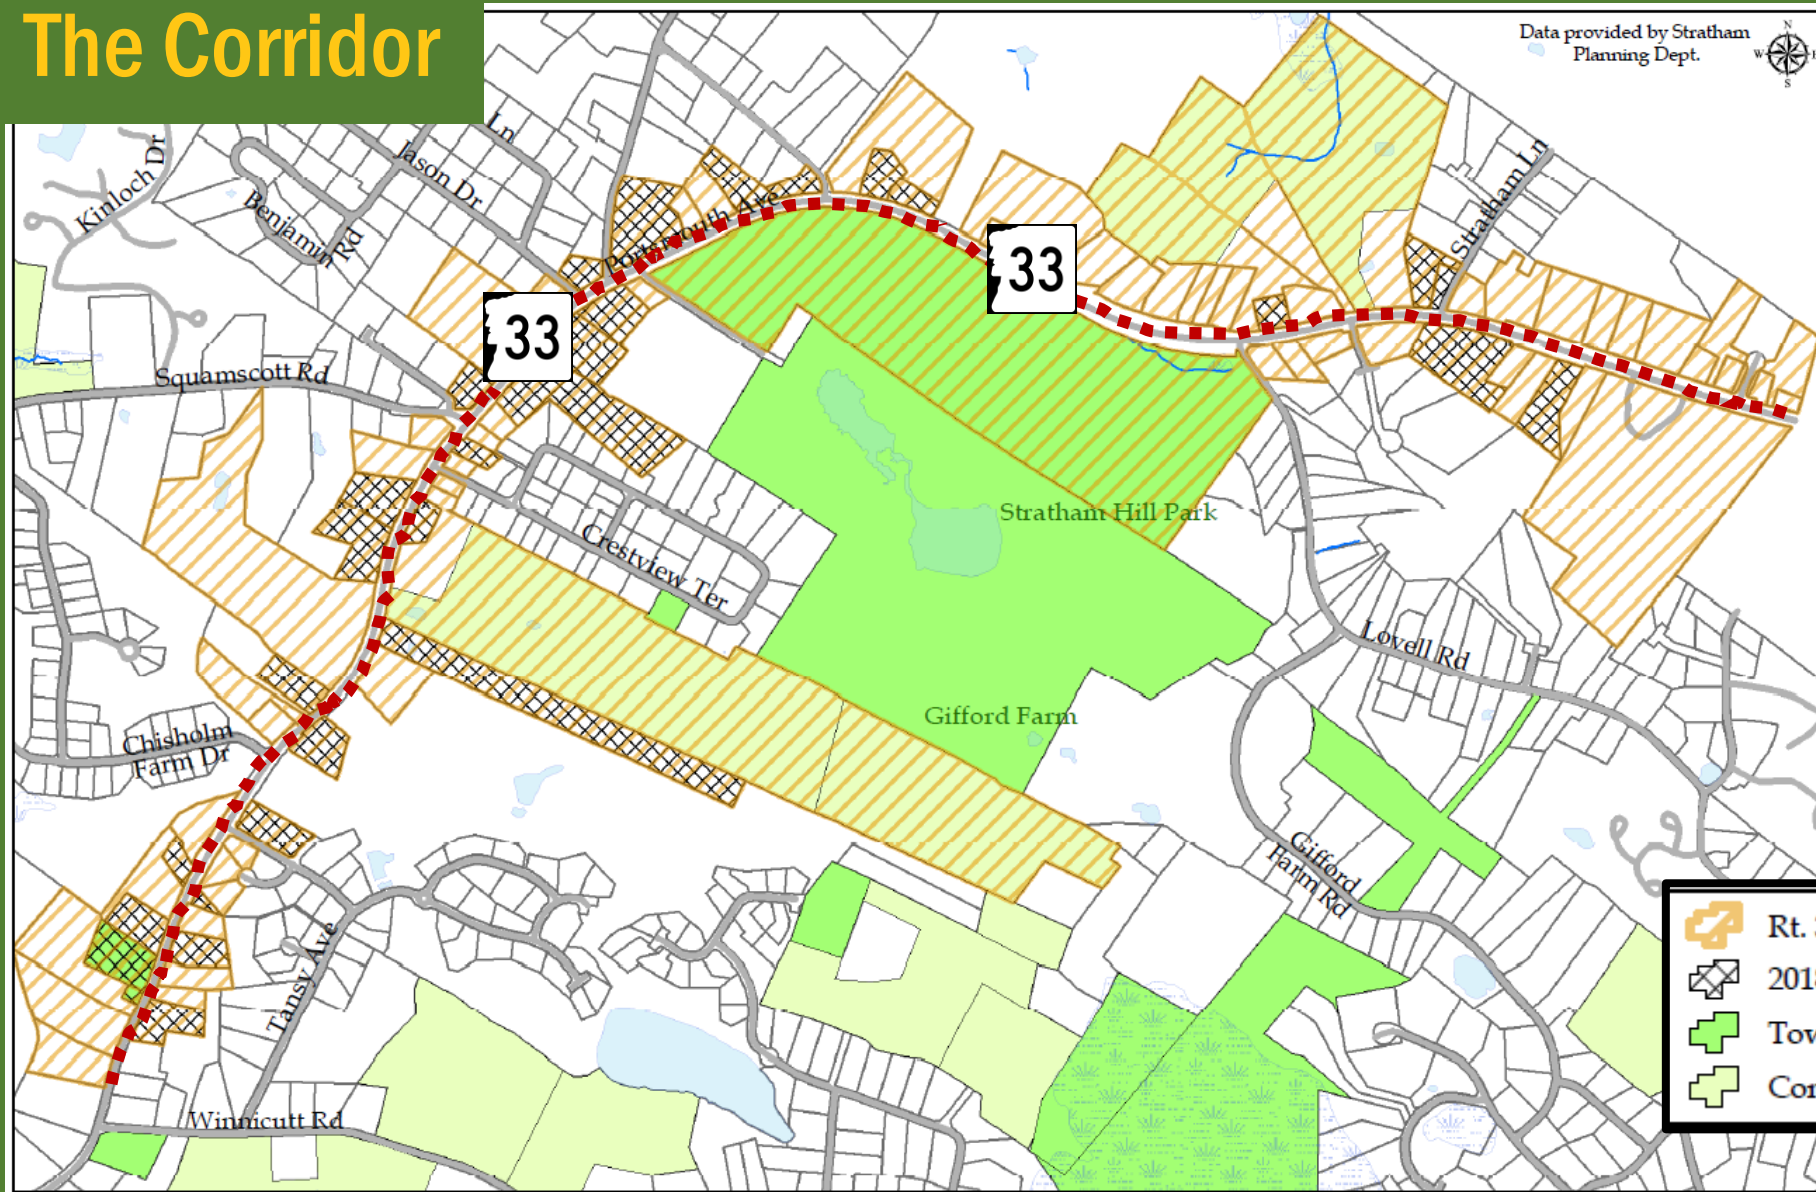 The Corridor
Data provided by Stratham
Planning Dept.
N
W
S
Ln
Jason Dr
Kinloch Dr
Benjamin Rd
Portsmouth Ave
Stratham Ln
33
33
Squamscott Rd
Stratham Hill Park
Crestview Ter
Lovell Rd
Gifford Farm
Chisholm
Farm Dr
Gifford
Farm Rd
Tansy Ave
Winnicutt Rd
Rt.
2018
Tow
Con